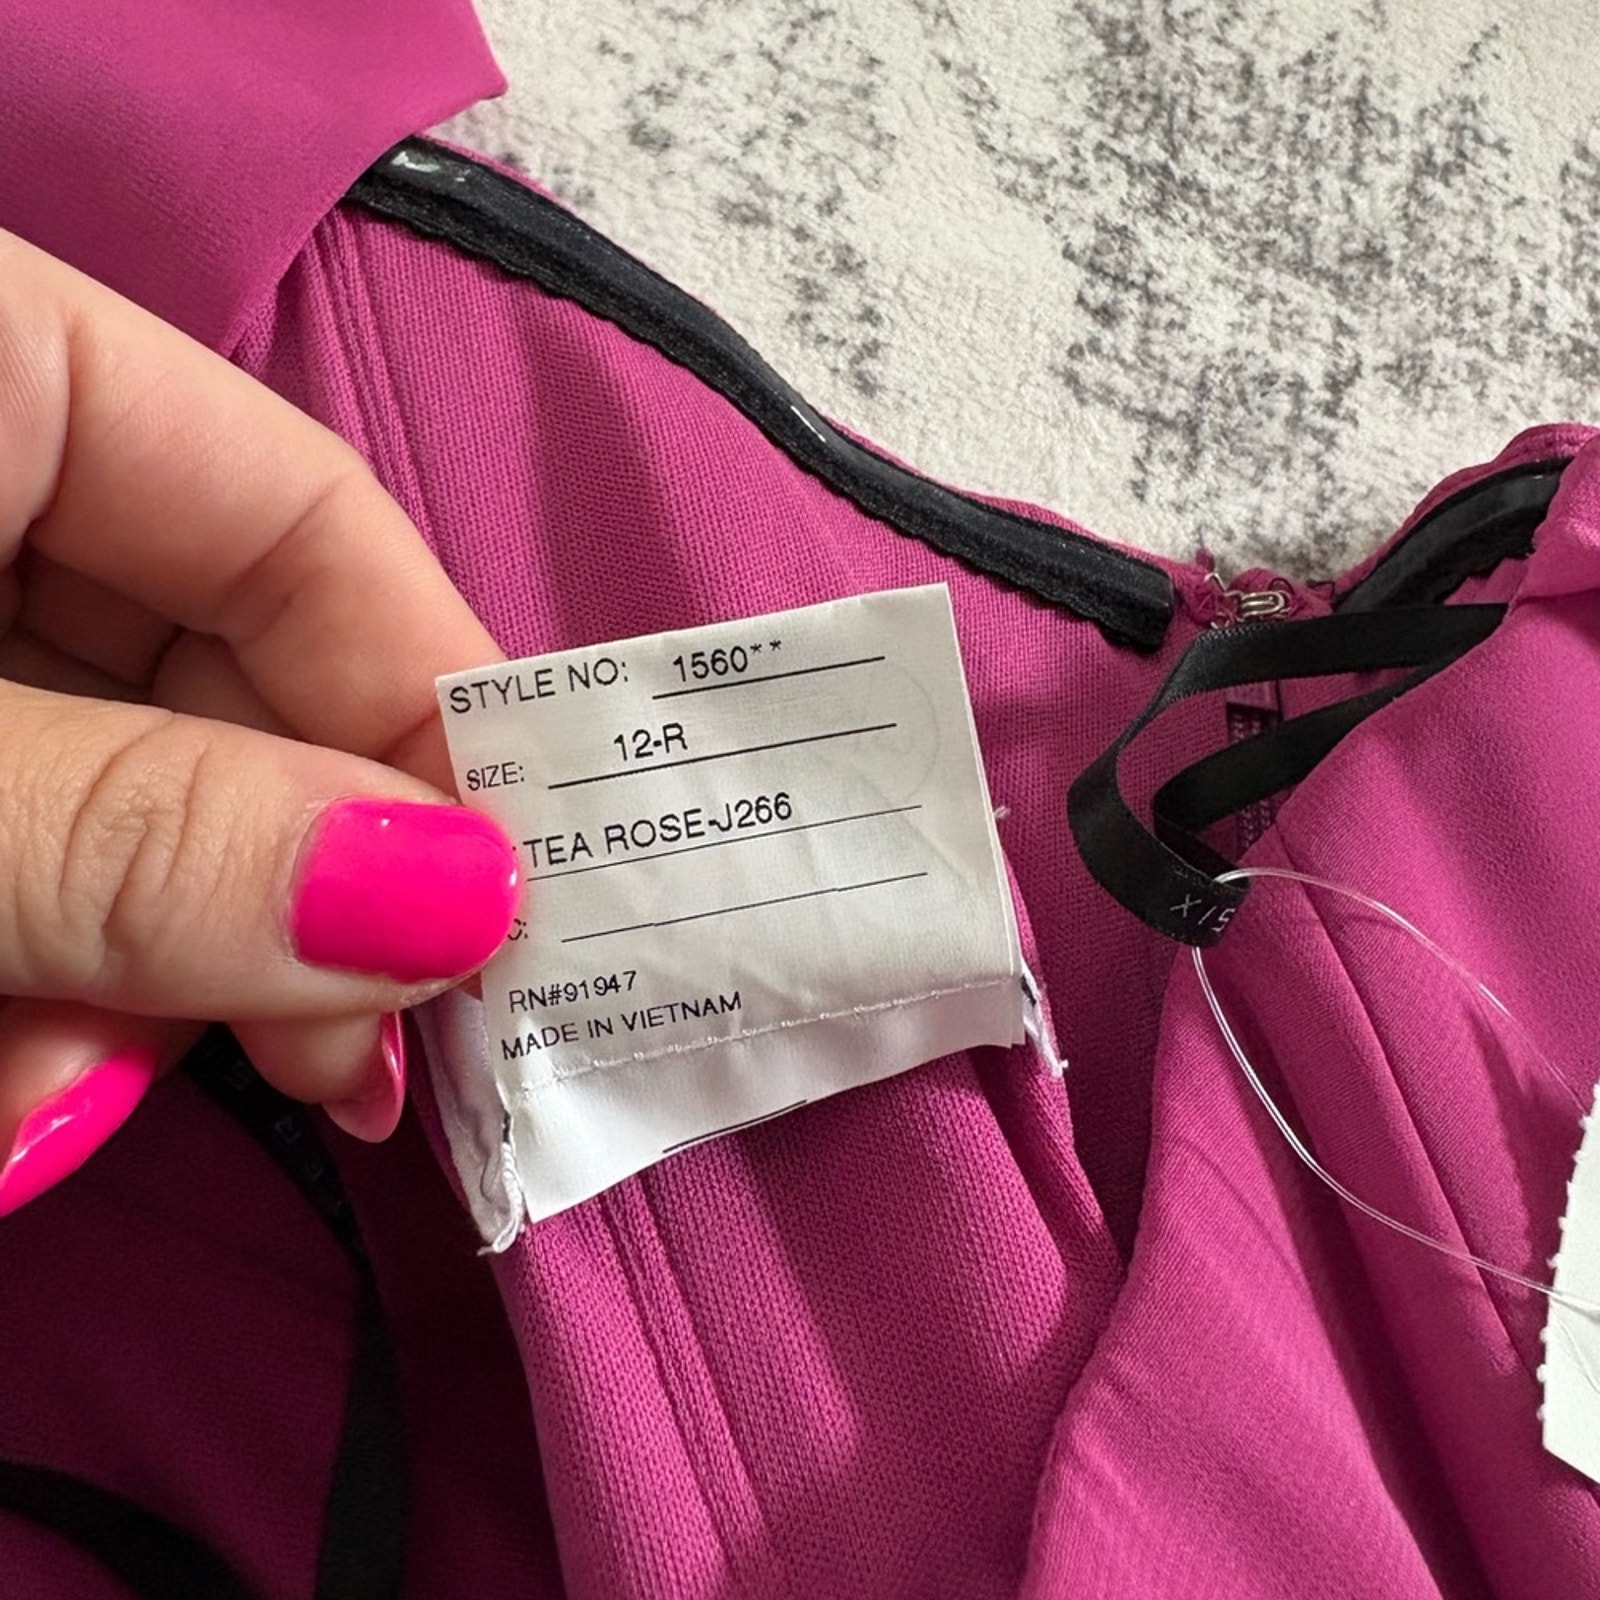 STYLE NO: 1560**
SIZE: 12-R
TEA ROSE-J266
C:
RN#91947
MADE IN VIETNAM